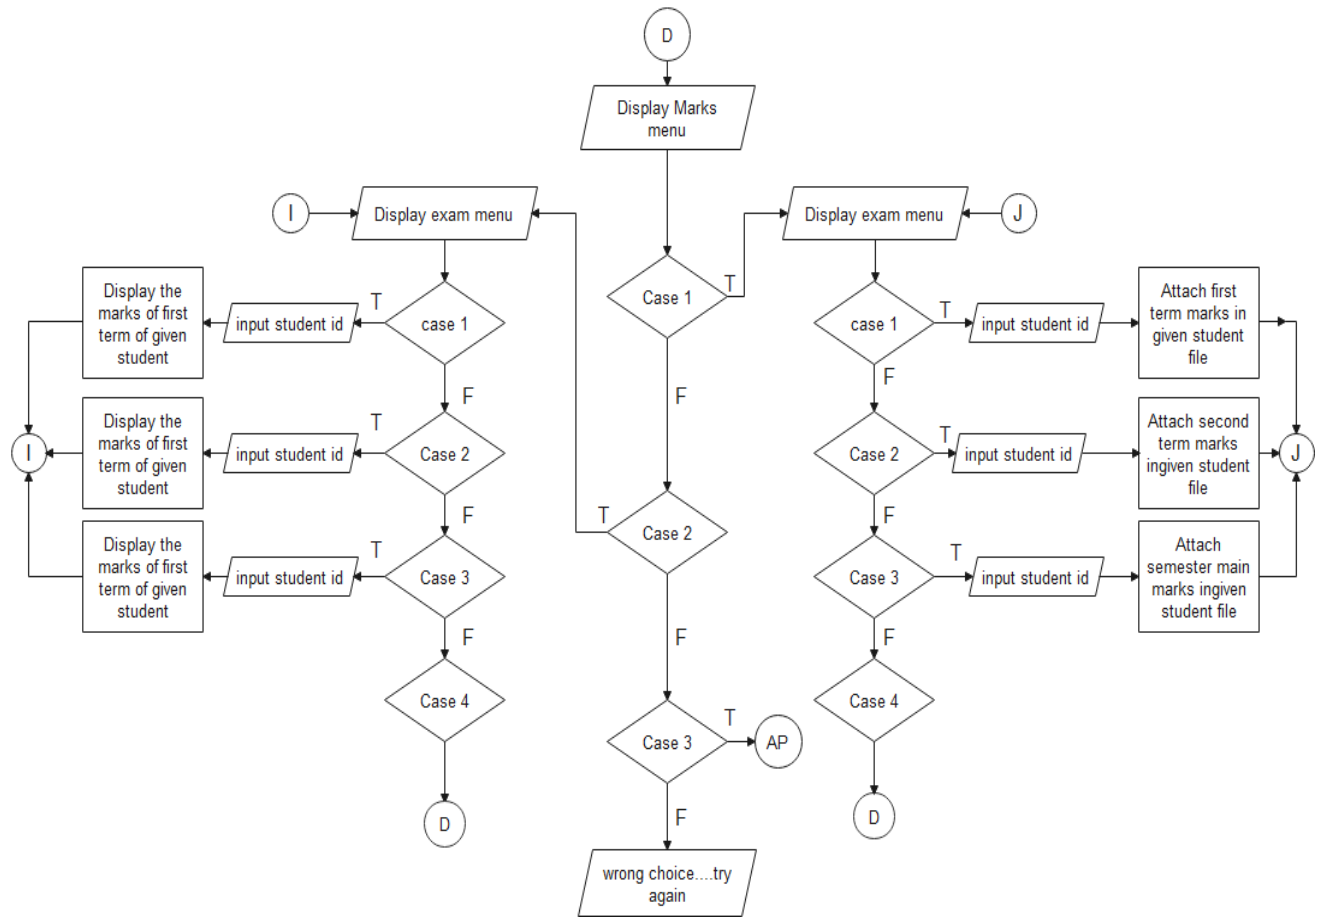 D
Display Marks
menu
I
Display exam menu
Display exam menu
J
T
Case 1
Display the
marks of first
term of given
student
input student id
T
case 1
F
case 1
T
input student id
Attach first
term marks in
given student
file
F
F
I
Display the
marks of first
term of given
student
input student id
T
Case 2
Case 2
T
input student id
Attach second
term marks
ingiven student
file
J
F
T
Case 2
F
Display the
marks of first
term of given
student
input student id
T
Case 3
Case 3
T
input student id
Attach
semester main
marks ingiven
student file
F
F
F
Case 4
Case 4
Case 3
T
AP
D
F
D
wrong choice....try
again